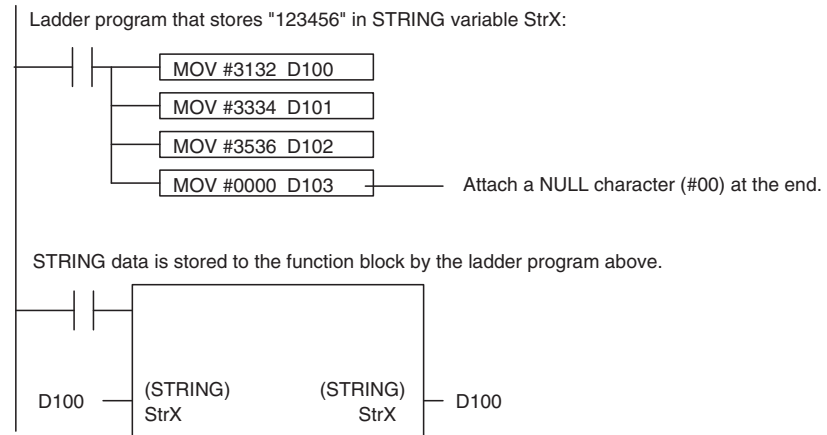 Ladder program that stores "123456" in STRING variable StrX:
MOV #3132 D100
MOV #3334 D101
MOV #3536 D102
MOV #0000 D103 Attach a NULL character (#00) at the end.
STRING data is stored to the function block by the ladder program above.
(STRING) (STRING)
D100 StrX StrX D100